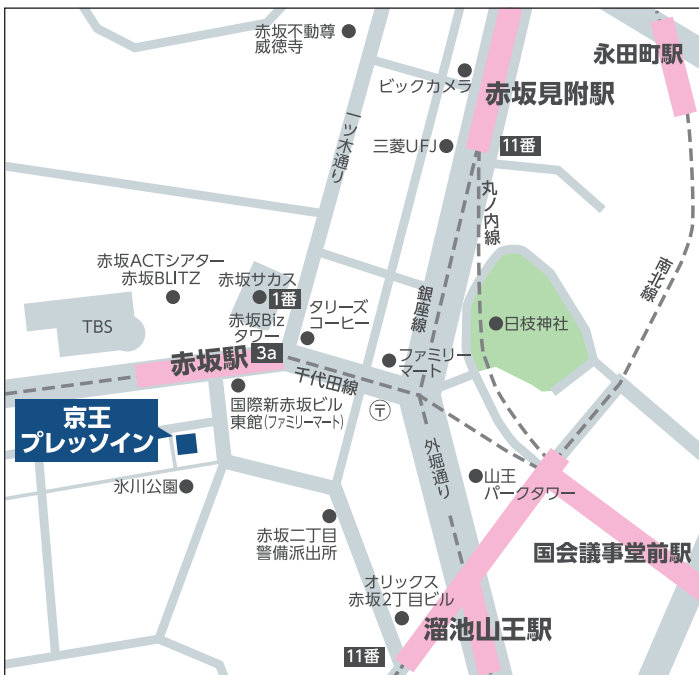 赤坂不動尊
威徳寺
永田町駅
ビックカメラ
赤坂見附駅
一ツ木通り
三菱UFJ
11番
丸ノ内線
南北線
赤坂ACTシアター
赤坂BLITZ
赤坂サカス
1番
銀座線
TBS
赤坂Biz
タワー
タリーズ
コーヒー
日枝神社
赤坂駅
3a
千代田線
ファミリー
マート
国際新赤坂ビル
東館(ファミリーマート)
〒
京王
プレッソイン
外堀通り
氷川公園
山王
パークタワー
赤坂二丁目
警備派出所
国会議事堂前駅
オリックス
赤坂2丁目ビル
溜池山王駅
11番